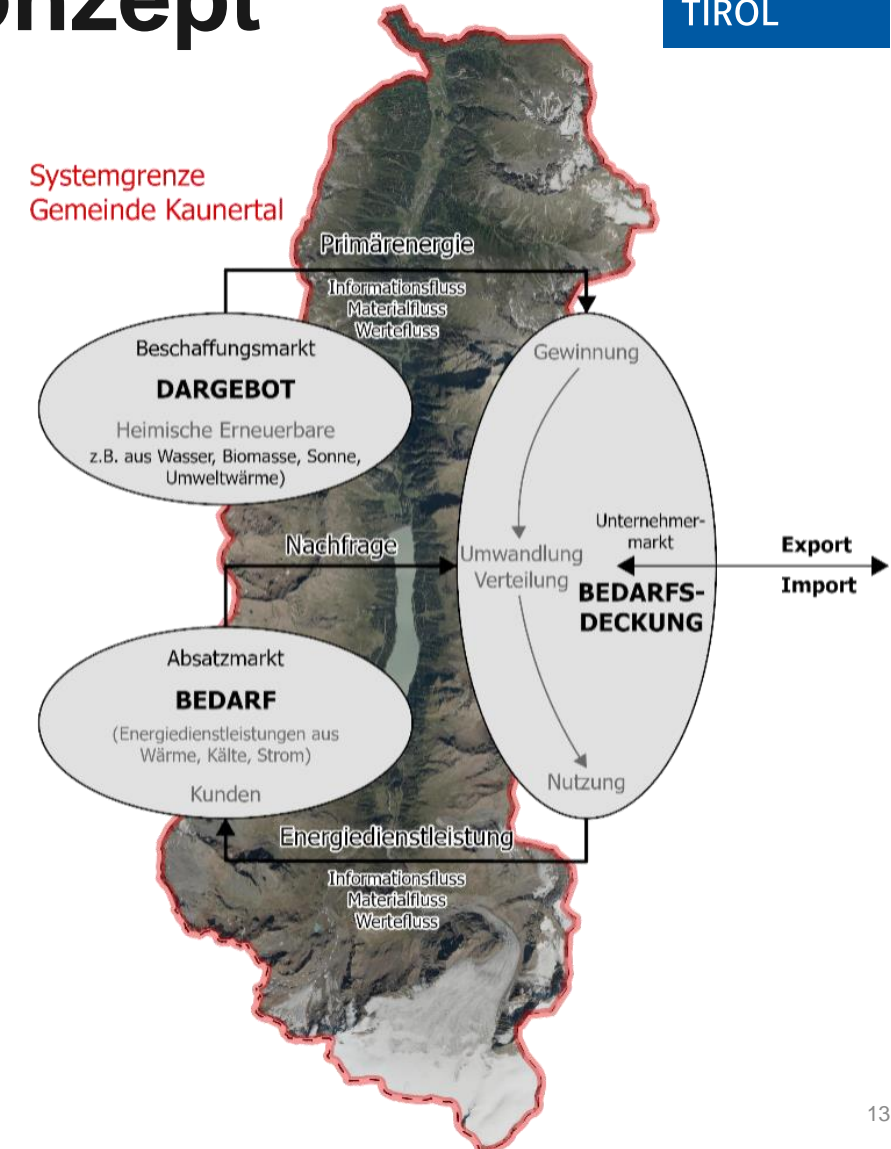 onzept
TIROL
Systemgrenze
Gemeinde Kaunertal
Primärenergie
Informationsfluss
Materialfluss
Wertefluss
Beschaffungsmarkt
DARGEBOT
Heimische Erneuerbare
z.B. aus Wasser, Biomasse, Sonne,
Umweltwärme)
Gewinnung
Nachfrage
Umwandlung
Verteilung
Unternehmer-
markt
BEDARFS-
DECKUNG
Export
Import
Absatzmarkt
BEDARF
(Energiedienstleistungen aus
Wärme, Kälte, Strom)
Kunden
Nutzung
Energiedienstleistung
Informationsfluss
Materialfluss
Wertefluss
13